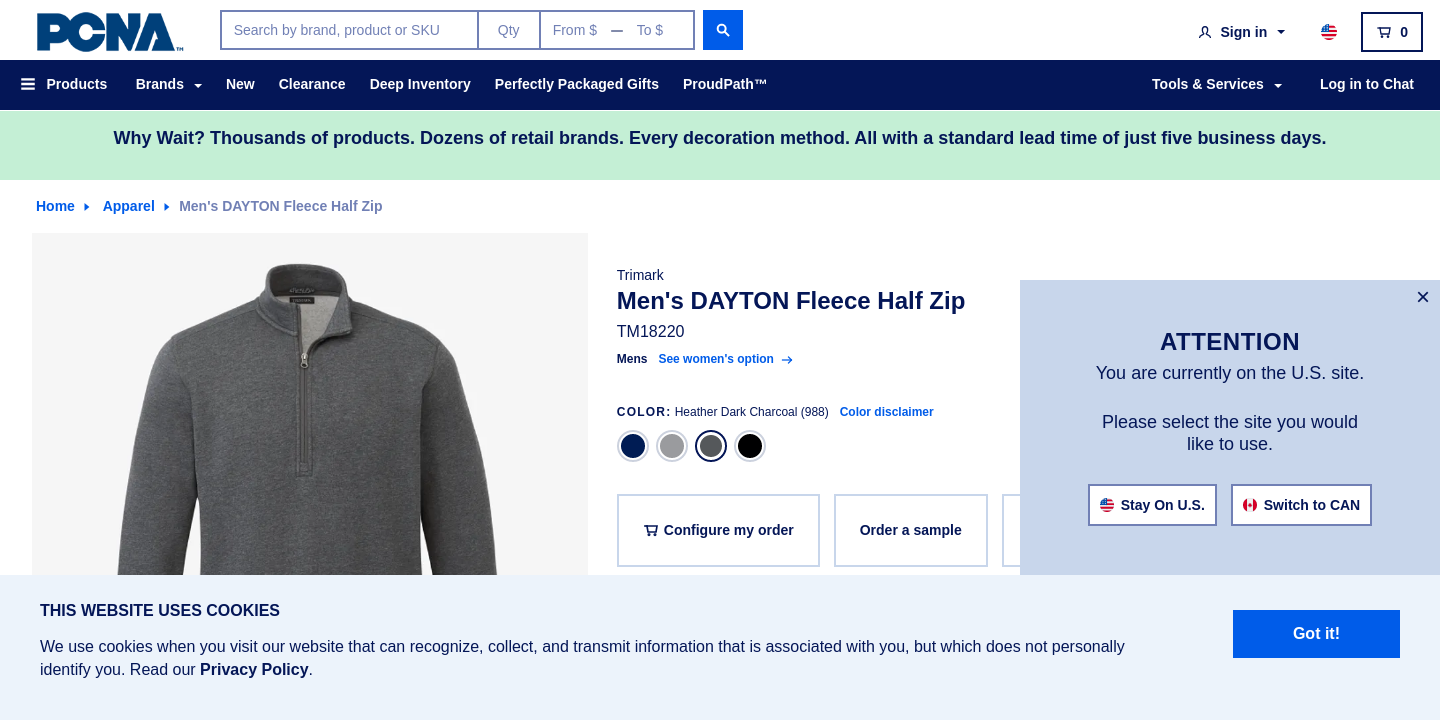 PCNA™
Search by brand, product or SKU
Qty
From $ — To $
Sign in
0
Products
Brands
New
Clearance
Deep Inventory
Perfectly Packaged Gifts
ProudPath™
Tools & Services
Log in to Chat
Why Wait? Thousands of products. Dozens of retail brands. Every decoration method. All with a standard lead time of just five business days.
Home
Apparel
Men's DAYTON Fleece Half Zip
Trimark
Men's DAYTON Fleece Half Zip
TM18220
Mens See women's option
COLOR: Heather Dark Charcoal (988) Color disclaimer
Configure my order
Order a sample
×
ATTENTION
You are currently on the U.S. site.
Please select the site you would
like to use.
Stay On U.S.
Switch to CAN
THIS WEBSITE USES COOKIES
We use cookies when you visit our website that can recognize, collect, and transmit information that is associated with you, but which does not personally
identify you. Read our Privacy Policy.
Got it!